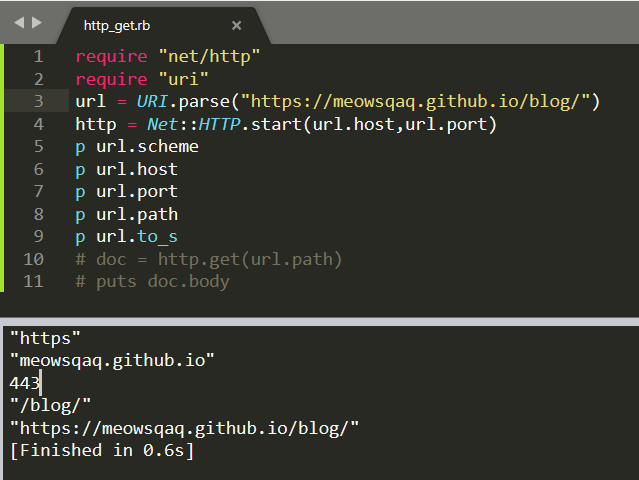 http_get.rb ×
1 require "net/http"
2 require "uri"
3 url = URI.parse("https://meowsqaq.github.io/blog/")
4 http = Net::HTTP.start(url.host,url.port)
5 p url.scheme
6 p url.host
7 p url.port
8 p url.path
9 p url.to_s
10 # doc = http.get(url.path)
11 # puts doc.body
"https"
"meowsqaq.github.io"
443
"/blog/"
"https://meowsqaq.github.io/blog/"
[Finished in 0.6s]